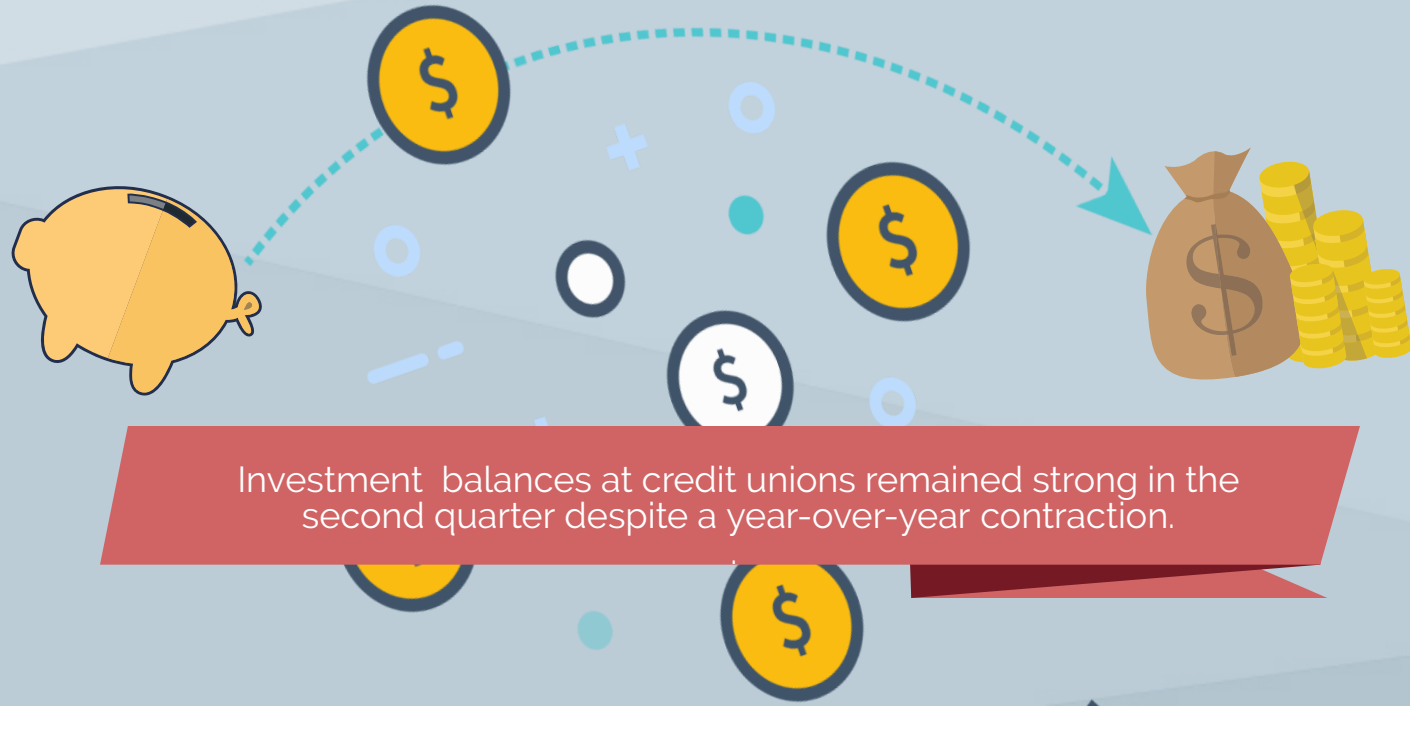 Investment  balances at credit unions remained strong in the
second quarter despite a year-over-year contraction.